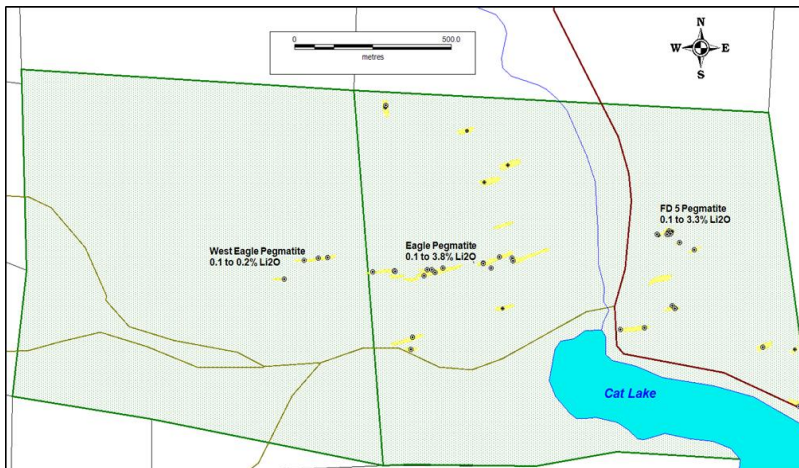 0
500.0
metres
N
W
E
S
FD 5 Pegmatite
0.1 to 3.3% Li2O
West Eagle Pegmatite
0.1 to 0.2% Li2O
Eagle Pegmatite
0.1 to 3.8% Li2O
Cat Lake